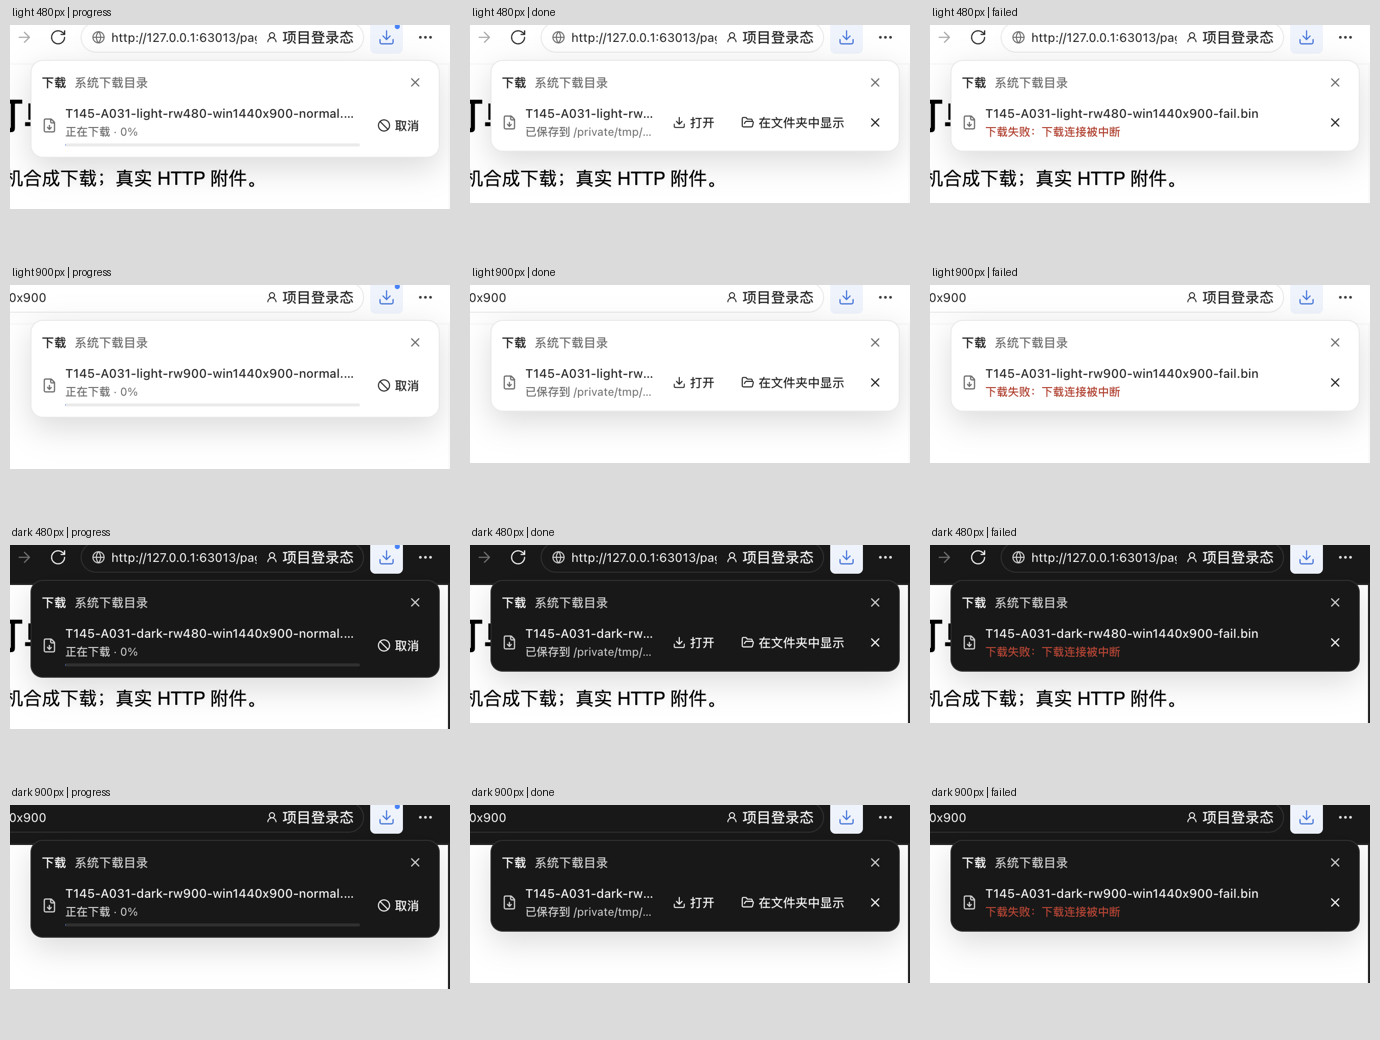 light 480px | progress
light 480px | done
light 480px | failed
http://127.0.0.1:63013/pag 项目登录态
http://127.0.0.1:63013/pag 项目登录态
http://127.0.0.1:63013/pag 项目登录态
下载 系统下载目录
T145-A031-light-rw480-win1440x900-normal....
正在下载 · 0%
取消
机合成下载；真实 HTTP 附件。
下载 系统下载目录
T145-A031-light-rw...
已保存到 /private/tmp/...
打开
在文件夹中显示
机合成下载；真实 HTTP 附件。
下载 系统下载目录
T145-A031-light-rw480-win1440x900-fail.bin
下载失败：下载连接被中断
机合成下载；真实 HTTP 附件。
light 900px | progress
light 900px | done
light 900px | failed
0x900 项目登录态
0x900 项目登录态
0x900 项目登录态
下载 系统下载目录
T145-A031-light-rw900-win1440x900-normal....
正在下载 · 0%
取消
下载 系统下载目录
T145-A031-light-rw...
已保存到 /private/tmp/...
打开
在文件夹中显示
下载 系统下载目录
T145-A031-light-rw900-win1440x900-fail.bin
下载失败：下载连接被中断
dark 480px | progress
dark 480px | done
dark 480px | failed
http://127.0.0.1:63013/pag 项目登录态
http://127.0.0.1:63013/pag 项目登录态
http://127.0.0.1:63013/pag 项目登录态
下载 系统下载目录
T145-A031-dark-rw480-win1440x900-normal....
正在下载 · 0%
取消
机合成下载；真实 HTTP 附件。
下载 系统下载目录
T145-A031-dark-rw...
已保存到 /private/tmp/...
打开
在文件夹中显示
机合成下载；真实 HTTP 附件。
下载 系统下载目录
T145-A031-dark-rw480-win1440x900-fail.bin
下载失败：下载连接被中断
机合成下载；真实 HTTP 附件。
dark 900px | progress
dark 900px | done
dark 900px | failed
0x900 项目登录态
0x900 项目登录态
0x900 项目登录态
下载 系统下载目录
T145-A031-dark-rw900-win1440x900-normal....
正在下载 · 0%
取消
下载 系统下载目录
T145-A031-dark-rw...
已保存到 /private/tmp/...
打开
在文件夹中显示
下载 系统下载目录
T145-A031-dark-rw900-win1440x900-fail.bin
下载失败：下载连接被中断